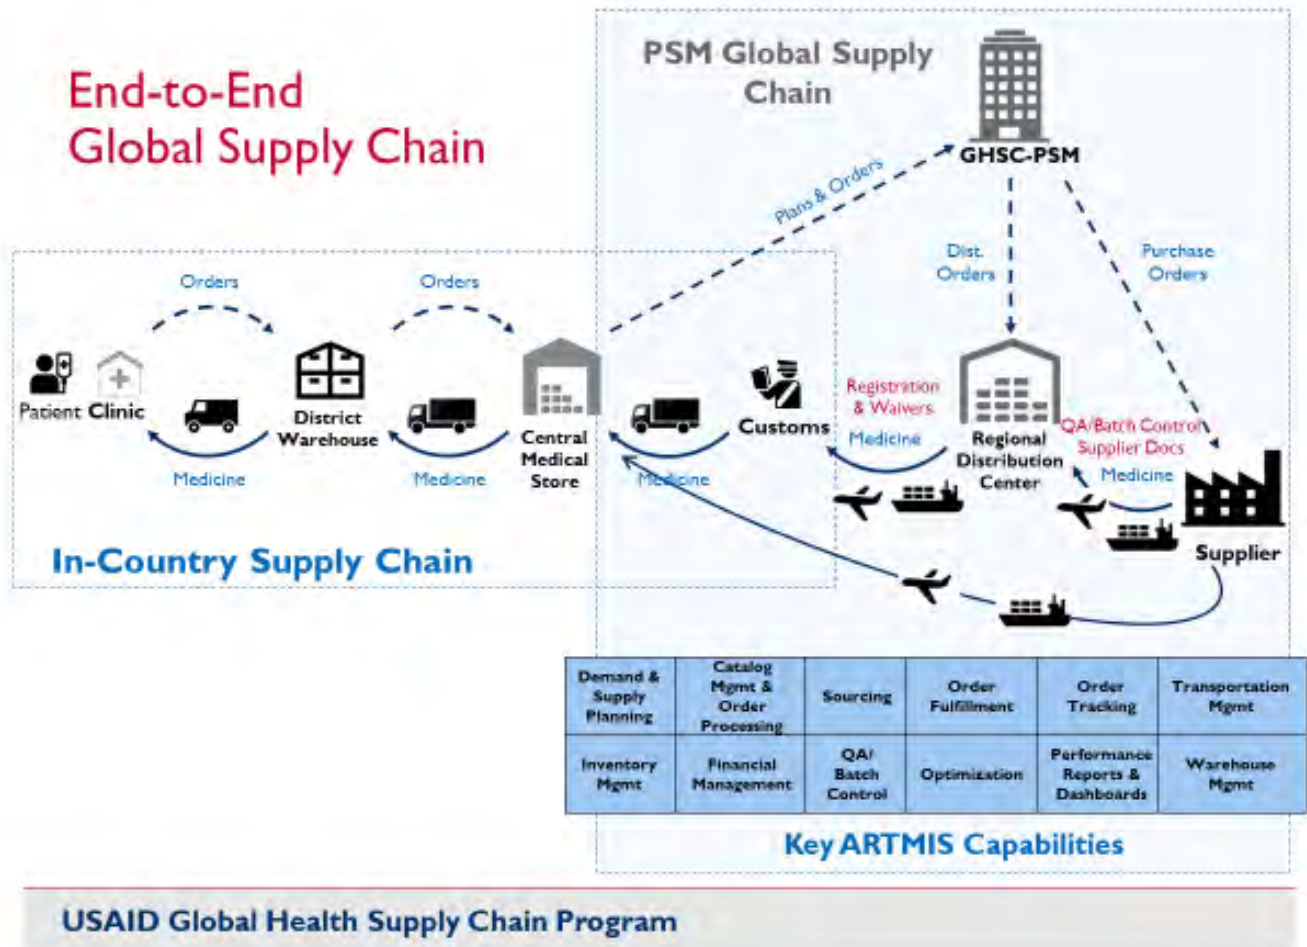 End-to-End
Global Supply Chain
PSM Global Supply
Chain
GHSC-PSM
Plans & Orders
Dist.
Orders
Purchase
Orders
Orders
Orders
Patient
Clinic
District
Warehouse
Central
Medical
Store
Customs
Registration
& Waivers
Medicine
Regional
Distribution
Center
QA/Batch Control
Supplier Docs
Medicine
Supplier
Medicine
Medicine
Medicine
In-Country Supply Chain
Demand &
Supply
Planning
Catalog
Mgmt &
Order
Processing
Sourcing
Order
Fulfillment
Order
Tracking
Transportation
Mgmt
Inventory
Mgmt
Financial
Management
QA/
Batch
Control
Optimization
Performance
Reports &
Dashboards
Warehouse
Mgmt
Key ARTMIS Capabilities
USAID Global Health Supply Chain Program